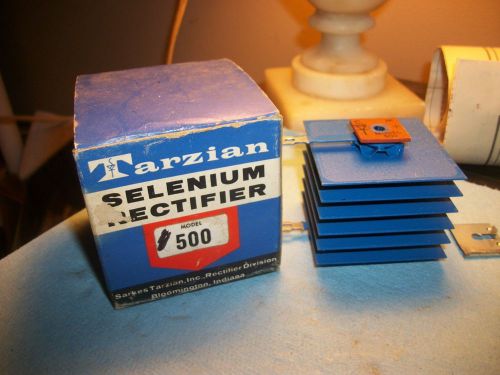 Tarzian
SELENIUM
RECTIFIER
MODEL
500
Sarkes Tarzian, Inc., Rectifier Division
Bloomington, Indiana